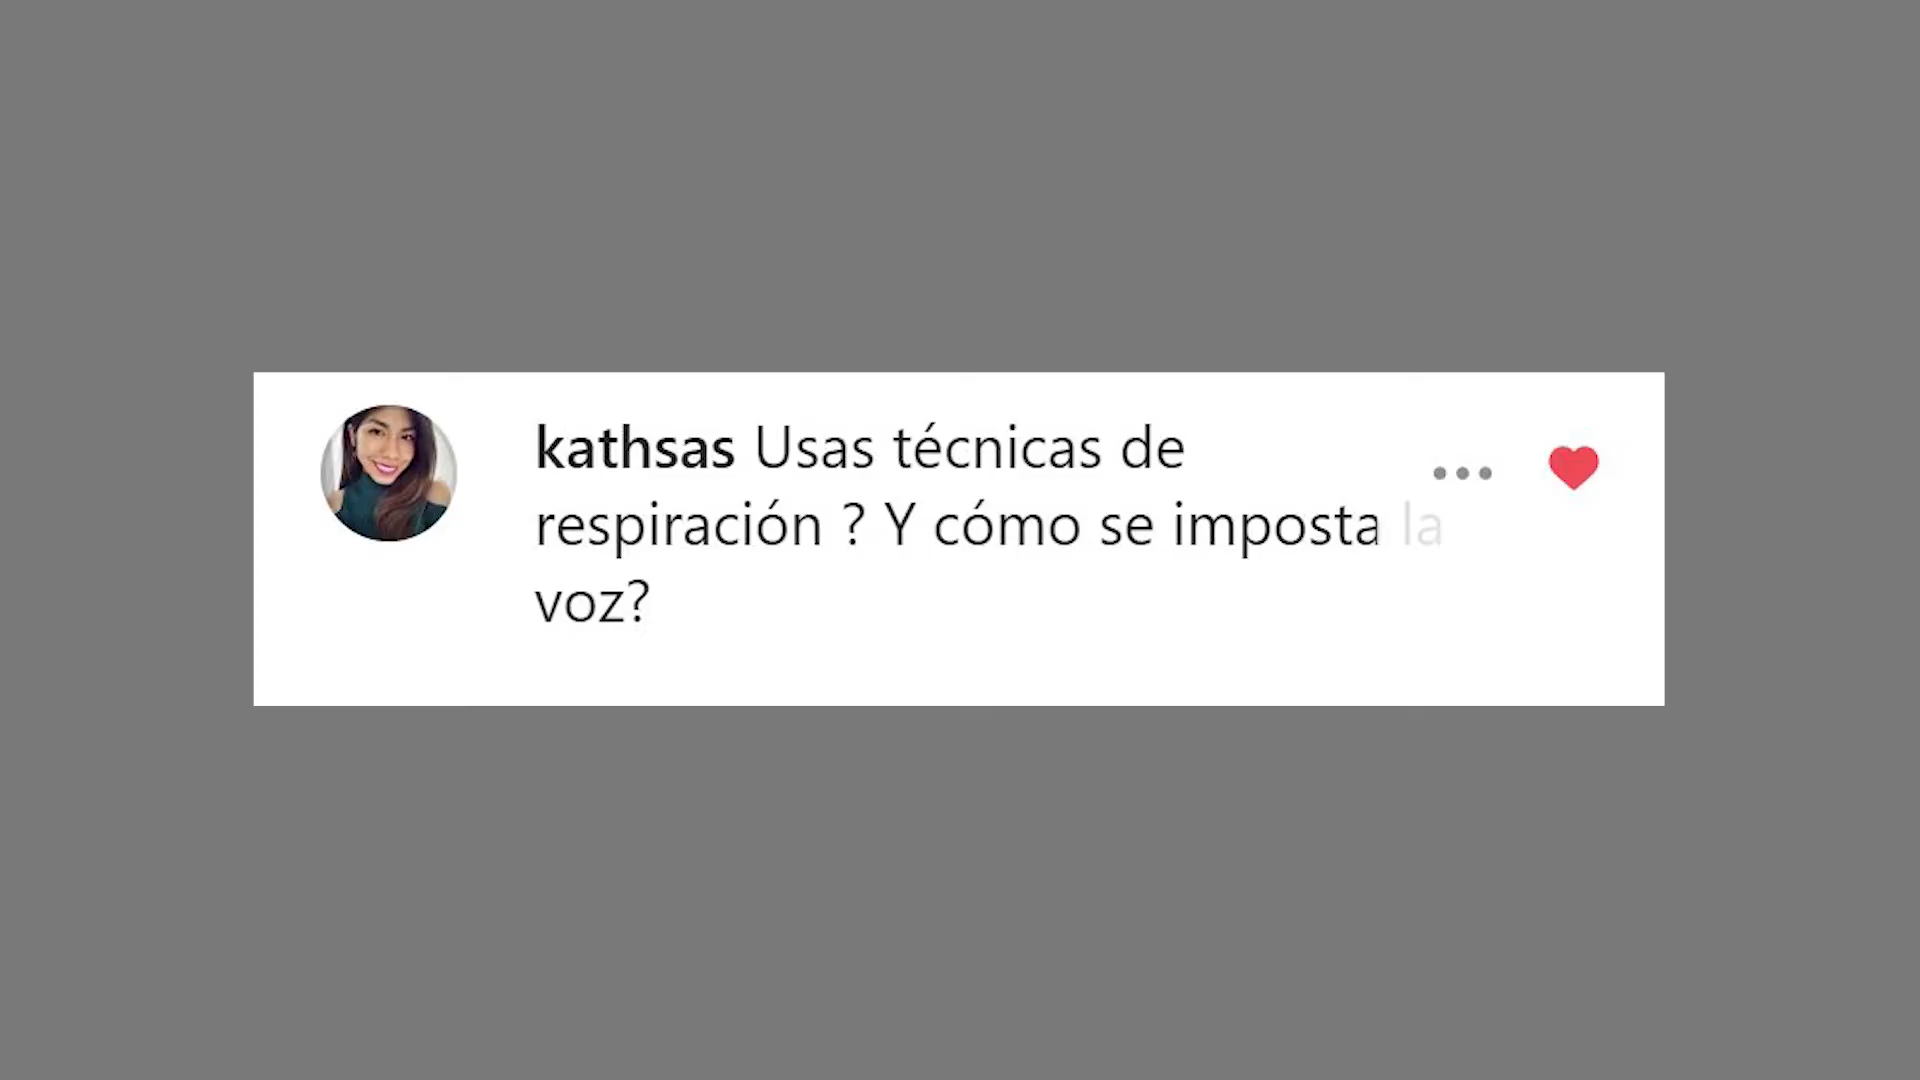 kathsas Usas técnicas de
respiración ? Y cómo se imposta la
voz?